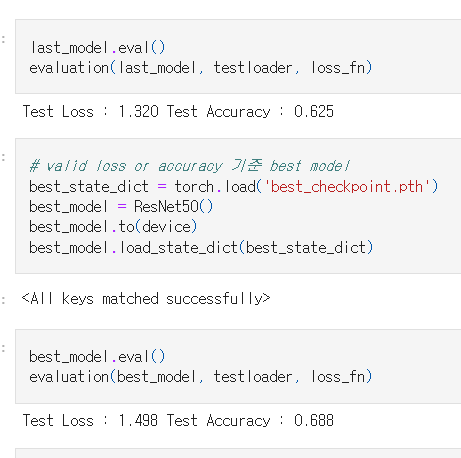 last_model.eval()
evaluation(last_model, testloader, loss_fn)
Test Loss : 1.320 Test Accuracy : 0.625
# valid loss or accuracy 기준 best model
best_state_dict = torch.load('best_checkpoint.pth')
best_model = ResNet50()
best_model.to(device)
best_model.load_state_dict(best_state_dict)
<All keys matched successfully>
best_model.eval()
evaluation(best_model, testloader, loss_fn)
Test Loss : 1.498 Test Accuracy : 0.688